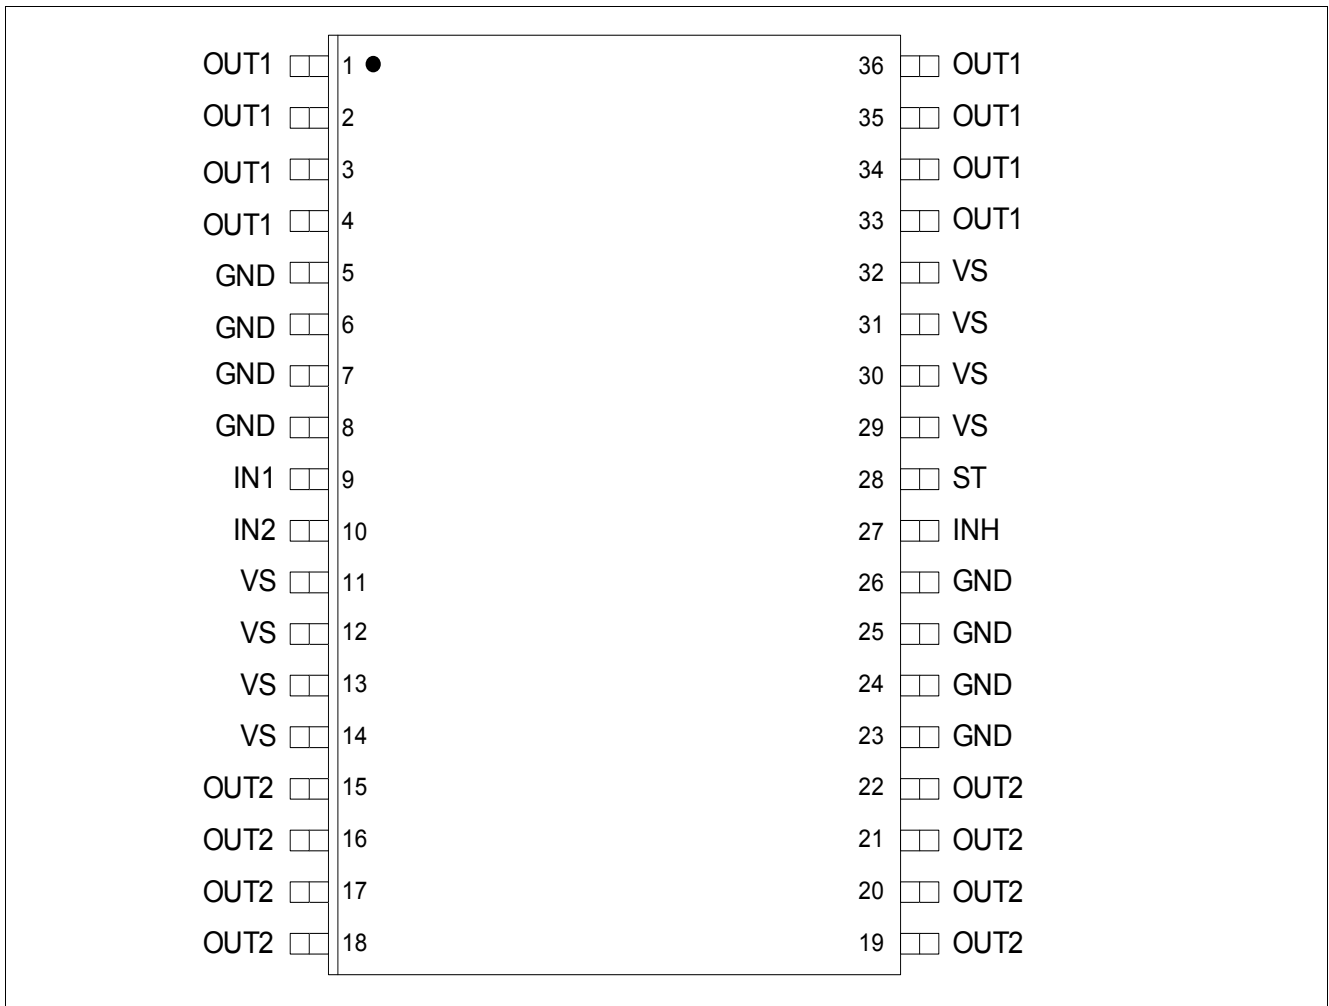 OUT1 1 36 OUT1
OUT1 2 35 OUT1
OUT1 3 34 OUT1
OUT1 4 33 OUT1
GND 5 32 VS
GND 6 31 VS
GND 7 30 VS
GND 8 29 VS
IN1 9 28 ST
IN2 10 27 INH
VS 11 26 GND
VS 12 25 GND
VS 13 24 GND
VS 14 23 GND
OUT2 15 22 OUT2
OUT2 16 21 OUT2
OUT2 17 20 OUT2
OUT2 18 19 OUT2